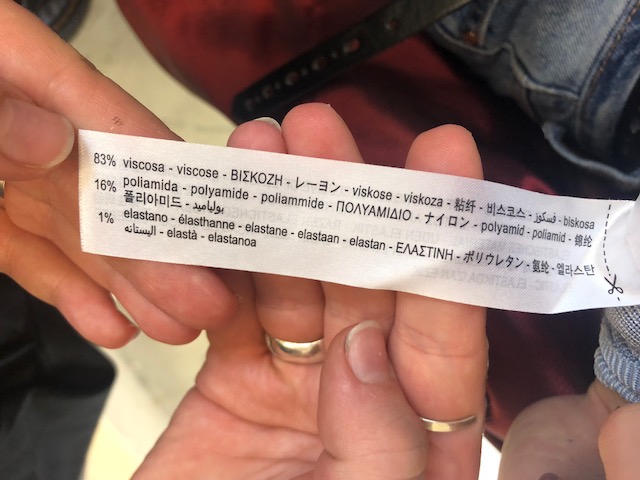 83% viscosa - viscose - ΒΙΣΚΟΖΗ - レーヨン - viskose - viskoza - 粘纤 - 비스코스 - فسكوز - biskosa
16% poliamida - polyamide - poliammide - ΠΟΛΥΑΜΙΔΙΟ - ナイロン - polyamid - poliamid - 锦纶
폴리아미드 - بولياميد
1% elastano - élasthanne - elastane - elastaan - elastan - ΕΛΑΣΤΙΝΗ - ポリウレタン - 氨纶 - 엘라스탄
الیستانه - elastà - elastanoa